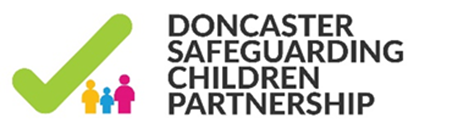 DONCASTER
SAFEGUARDING
CHILDREN
PARTNERSHIP